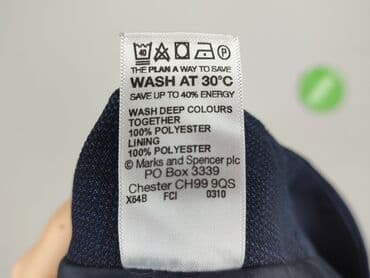 40 P
THE PLAN A WAY TO SAVE
WASH AT 30°C
SAVE UP TO 40% ENERGY
WASH DEEP COLOURS
TOGETHER
100% POLYESTER
LINING
100% POLYESTER
© Marks and Spencer plc
PO Box 3339
Chester CH99 9QS
X64B FCI 0310